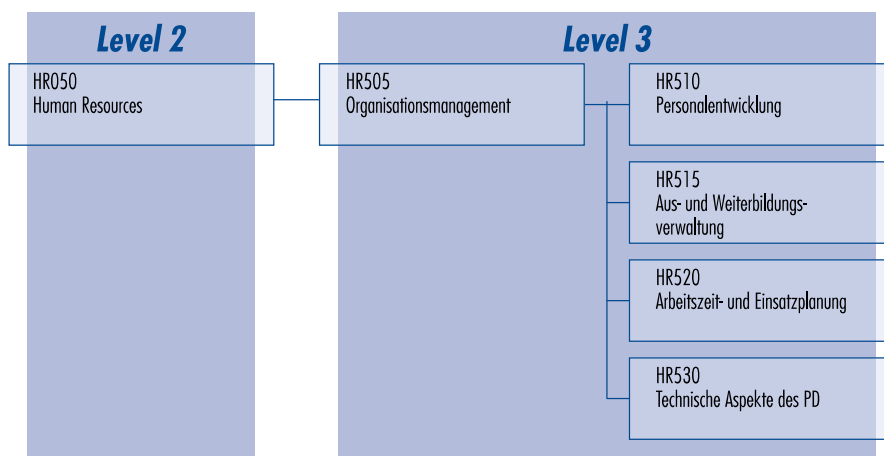 Level 2
Level 3
HR050
Human Resources
HR505
Organisationsmanagement
HR510
Personalentwicklung
HR515
Aus- und Weiterbildungs-
verwaltung
HR520
Arbeitszeit- und Einsatzplanung
HR530
Technische Aspekte des PD